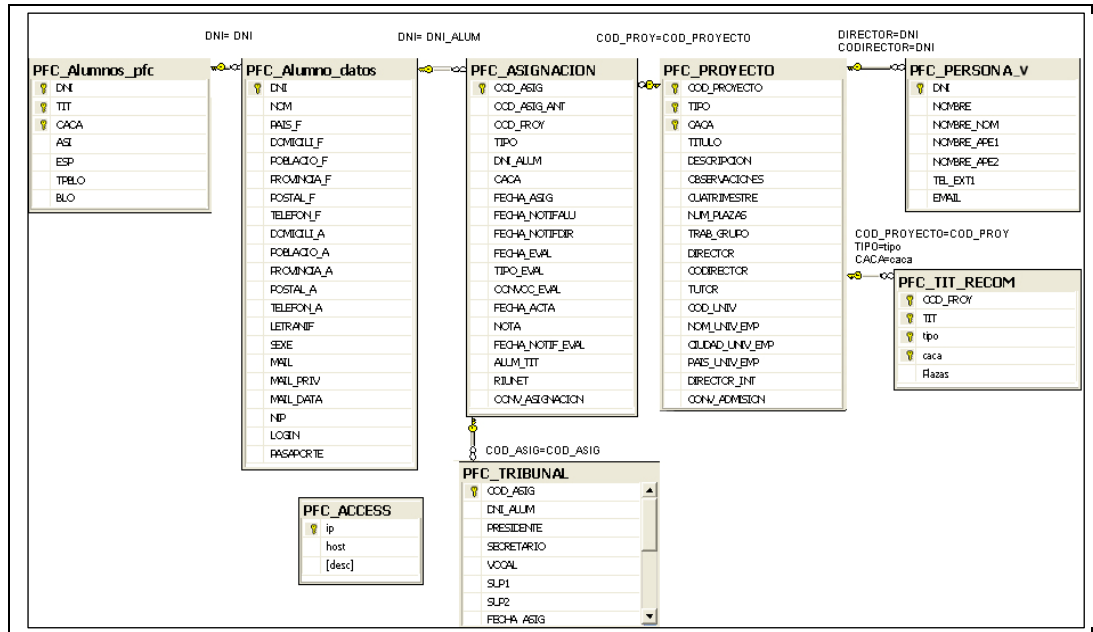 DNI= DNI
DNI= DNI_ALUM
COD_PROY=COD_PROYECTO
DIRECTOR=DNI
CODIRECTOR=DNI
PFC_Alumnos_pfc
DNI
TIT
CACA
ASI
ESP
TPBLO
BLO
PFC_Alumno_datos
DNI
NOM
PAIS_F
DOMICILI_F
POBLACIO_F
PROVINCIA_F
POSTAL_F
TELEFON_F
DOMICILI_A
POBLACIO_A
PROVINCIA_A
POSTAL_A
TELEFON_A
LETRANIF
SEXE
MAIL
MAIL_PRIV
MAIL_DATA
NIP
LOGIN
PASAPORTE
PFC_ASIGNACION
COD_ASIG
COD_ASIG_ANT
COD_PROY
TIPO
DNI_ALUM
CACA
FECHA_ASIG
FECHA_NOTIFALU
FECHA_NOTIFDIR
FECHA_EVAL
TIPO_EVAL
CONVOC_EVAL
FECHA_ACTA
NOTA
FECHA_NOTIF_EVAL
ALUM_TIT
RIUNET
CONV_ASIGNACION
PFC_PROYECTO
COD_PROYECTO
TIPO
CACA
TITULO
DESCRIPCION
OBSERVACIONES
CUATRIMESTRE
NUM_PLAZAS
TRAB_GRUPO
DIRECTOR
CODIRECTOR
TUTOR
COD_UNIV
NOM_UNIV_EMP
CIUDAD_UNIV_EMP
PAIS_UNIV_EMP
DIRECTOR_INT
CONV_ADMISION
PFC_PERSONA_V
DNI
NOMBRE
NOMBRE_NOM
NOMBRE_APE1
NOMBRE_APE2
TEL_EXT1
EMAIL
COD_PROYECTO=COD_PROY
TIPO=tipo
CACA=caca
PFC_TIT_RECOM
COD_PROY
TIT
tipo
caca
Plazas
COD_ASIG=COD_ASIG
PFC_TRIBUNAL
COD_ASIG
DNI_ALUM
PRESIDENTE
SECRETARIO
VOCAL
SLP1
SLP2
FECHA_ASIG
PFC_ACCESS
ip
host
[desc]